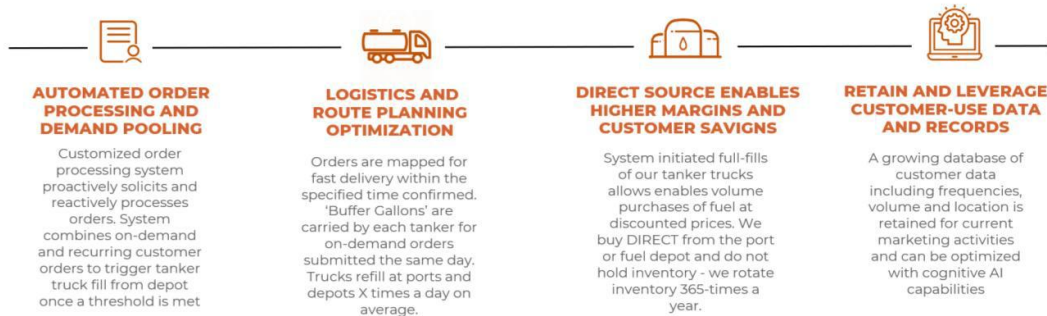 AUTOMATED ORDER
PROCESSING AND
DEMAND POOLING
Customized order
processing system
proactively solicits and
reactively processes
orders. System
combines on-demand
and recurring customer
orders to trigger tanker
truck fill from depot
once a threshold is met
LOGISTICS AND
ROUTE PLANNING
OPTIMIZATION
Orders are mapped for
fast delivery within the
specified time confirmed.
'Buffer Gallons' are
carried by each tanker for
on-demand orders
submitted the same day.
Trucks refill at ports and
depots X times a day on
average.
DIRECT SOURCE ENABLES
HIGHER MARGINS AND
CUSTOMER SAVIGNS
System initiated full-fills
of our tanker trucks
allows enables volume
purchases of fuel at
discounted prices. We
buy DIRECT from the port
or fuel depot and do not
hold inventory - we rotate
inventory 365-times a
year.
RETAIN AND LEVERAGE
CUSTOMER-USE DATA
AND RECORDS
A growing database of
customer data
including frequencies,
volume and location is
retained for current
marketing activities
and can be optimized
with cognitive AI
capabilities